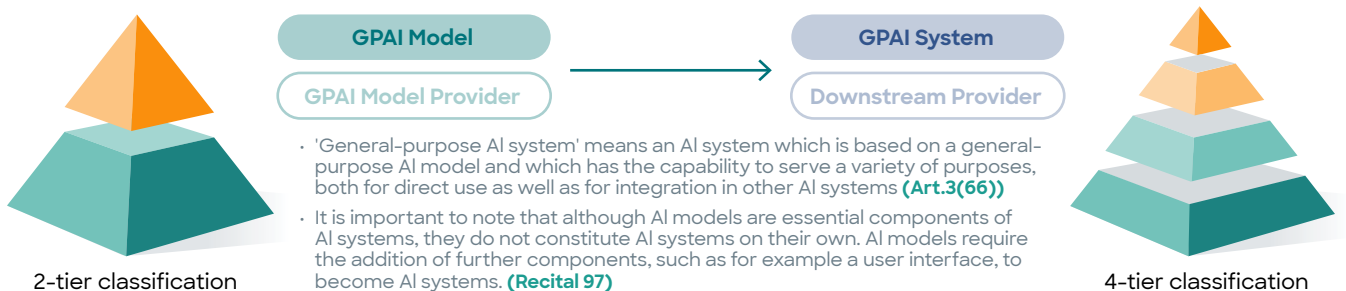 GPAI Model
GPAI System
GPAI Model Provider
Downstream Provider
· 'General-purpose AI system' means an AI system which is based on a general-
purpose AI model and which has the capability to serve a variety of purposes,
both for direct use as well as for integration in other AI systems (Art.3(66))
· It is important to note that although AI models are essential components of
AI systems, they do not constitute AI systems on their own. AI models require
the addition of further components, such as for example a user interface, to
become AI systems. (Recital 97)
2-tier classification
4-tier classification